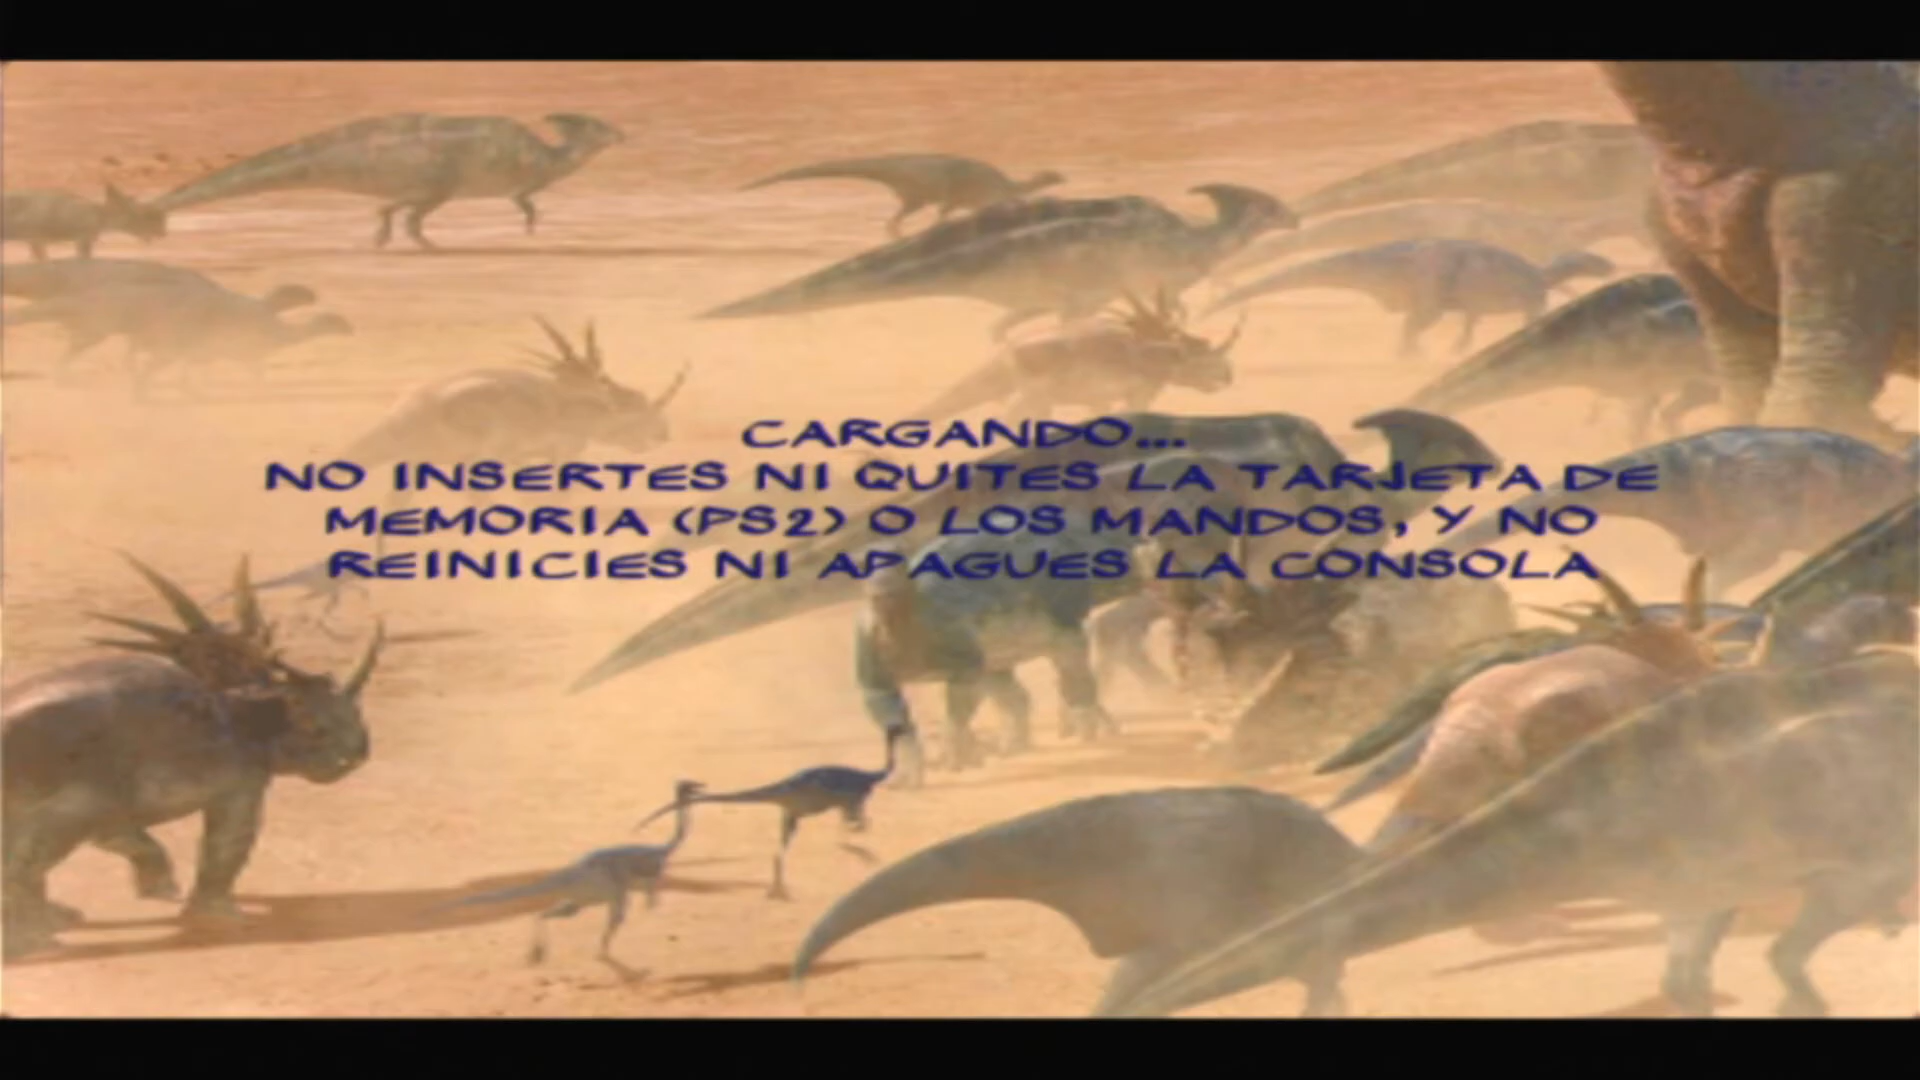 CARGANDO...
NO INSERTES NI QUITES LA TARJETA DE
MEMORIA (PS2) O LOS MANDOS, Y NO
REINICIES NI APAGUES LA CONSOLA